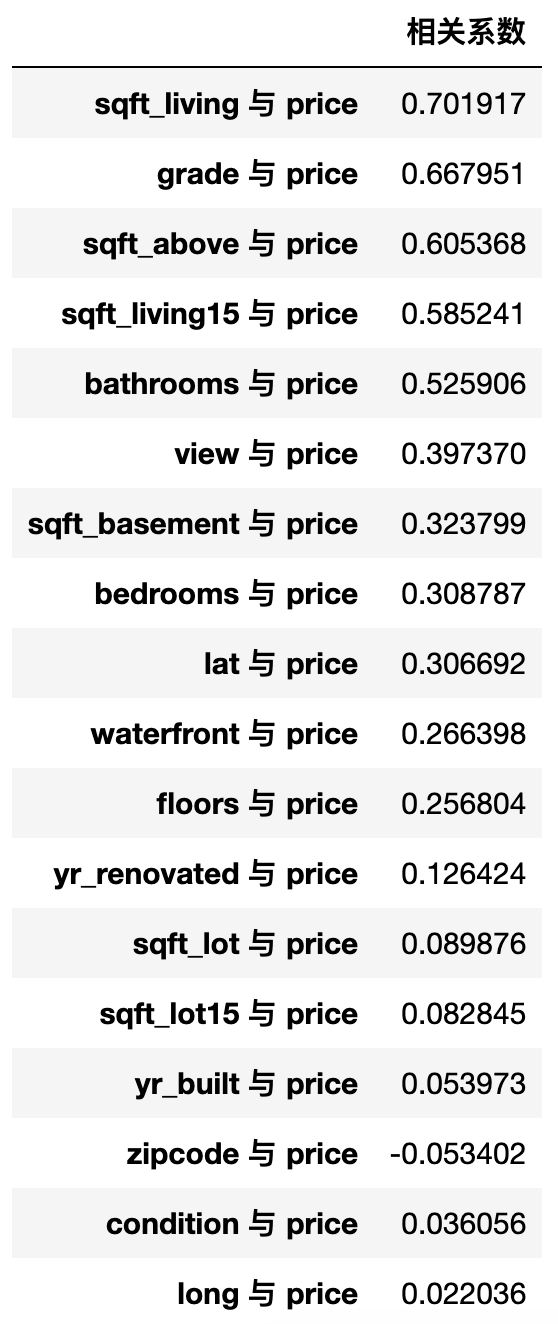 相关系数
sqft_living 与 price 0.701917
grade 与 price 0.667951
sqft_above 与 price 0.605368
sqft_living15 与 price 0.585241
bathrooms 与 price 0.525906
view 与 price 0.397370
sqft_basement 与 price 0.323799
bedrooms 与 price 0.308787
lat 与 price 0.306692
waterfront 与 price 0.266398
floors 与 price 0.256804
yr_renovated 与 price 0.126424
sqft_lot 与 price 0.089876
sqft_lot15 与 price 0.082845
yr_built 与 price 0.053973
zipcode 与 price -0.053402
condition 与 price 0.036056
long 与 price 0.022036